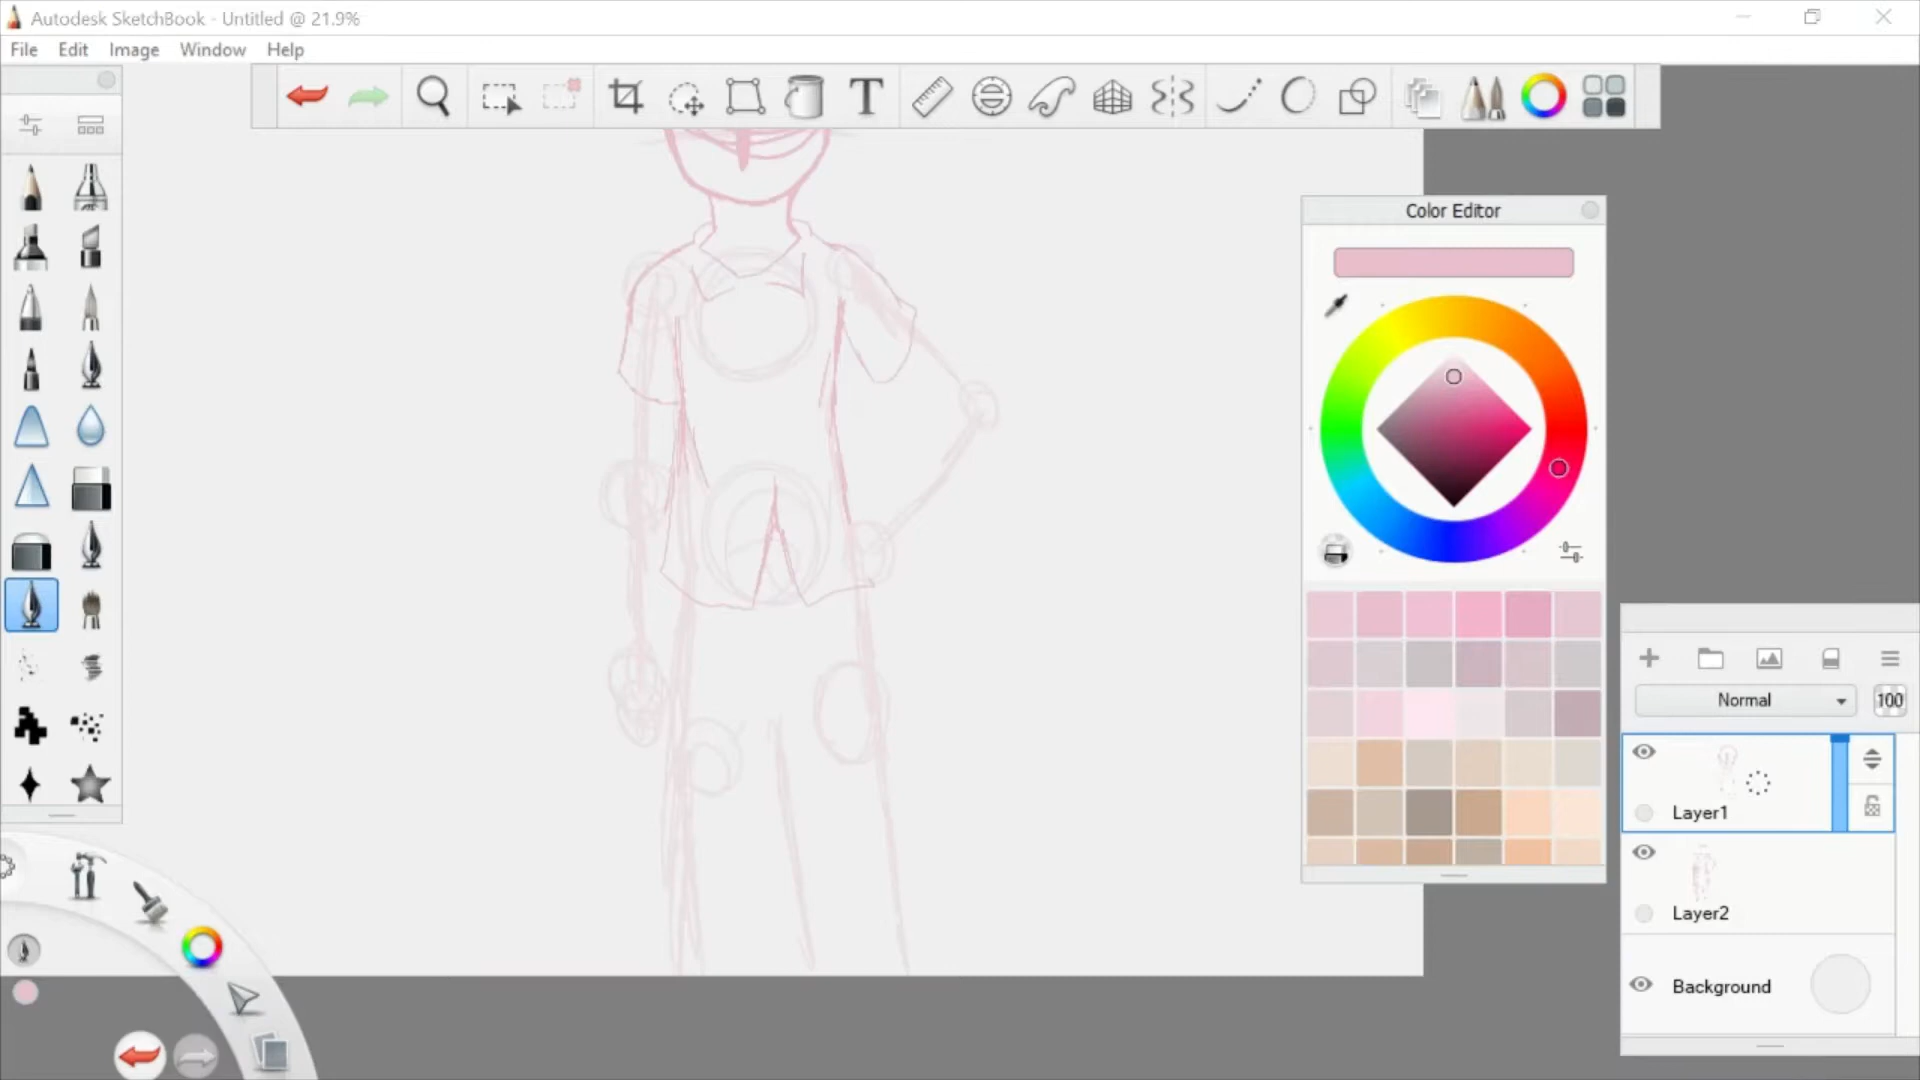 Autodesk SketchBook - Untitled @ 21.9%
File Edit Image Window Help
T
Color Editor
Normal 100
Layer1
Layer2
Background